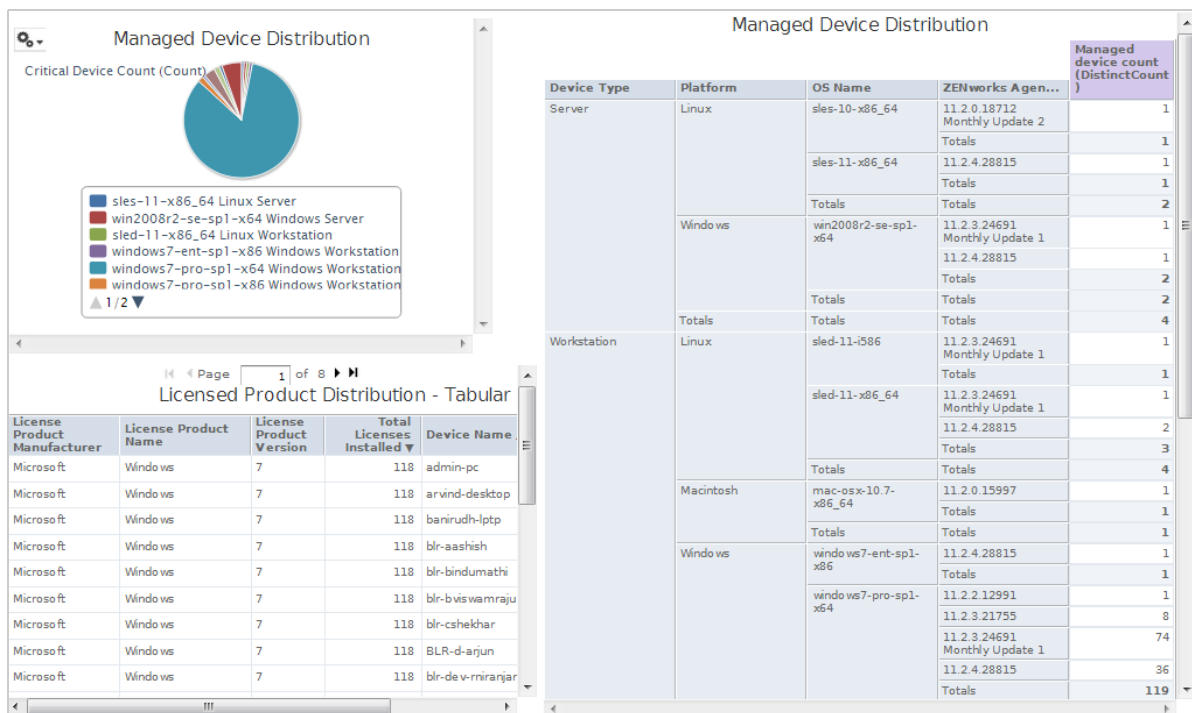 Managed Device Distribution
Critical Device Count (Count)
sles-11-x86_64 Linux Server
win2008r2-se-sp1-x64 Windows Server
sled-11-x86_64 Linux Workstation
windows7-ent-sp1-x86 Windows Workstation
windows7-pro-sp1-x64 Windows Workstation
windows7-pro-sp1-x86 Windows Workstation
1/2
Page 1 of 8
Licensed Product Distribution - Tabular
License Product Manufacturer License Product Name License Product Version Total Licenses Installed ▼ Device Name
Microsoft Windows 7 118 admin-pc
Microsoft Windows 7 118 arvind-desktop
Microsoft Windows 7 118 banirudh-lptp
Microsoft Windows 7 118 blr-aashish
Microsoft Windows 7 118 blr-bindumathi
Microsoft Windows 7 118 blr-bviswamraju
Microsoft Windows 7 118 blr-cshekhar
Microsoft Windows 7 118 BLR-d-arjun
Microsoft Windows 7 118 blr-dev-rniranjan
Managed Device Distribution
Device Type Platform OS Name ZENworks Agen... Managed device count (DistinctCount)
Server Linux sles-10-x86_64 11.2.0.18712 Monthly Update 2 1
Totals 1
sles-11-x86_64 11.2.4.28815 1
Totals 1
Totals Totals 2
Windows win2008r2-se-sp1-x64 11.2.3.24691 Monthly Update 1 1
11.2.4.28815 1
Totals 2
Totals Totals 2
Totals Totals Totals 4
Workstation Linux sled-11-i586 11.2.3.24691 Monthly Update 1 1
Totals 1
sled-11-x86_64 11.2.3.24691 Monthly Update 1 1
11.2.4.28815 2
Totals 3
Totals Totals 4
Macintosh mac-osx-10.7-x86_64 11.2.0.15997 1
Totals 1
Totals Totals 1
Windows windows7-ent-sp1-x86 11.2.4.28815 1
Totals 1
windows7-pro-sp1-x64 11.2.2.12991 1
11.2.3.21755 8
11.2.3.24691 Monthly Update 1 74
11.2.4.28815 36
Totals 119